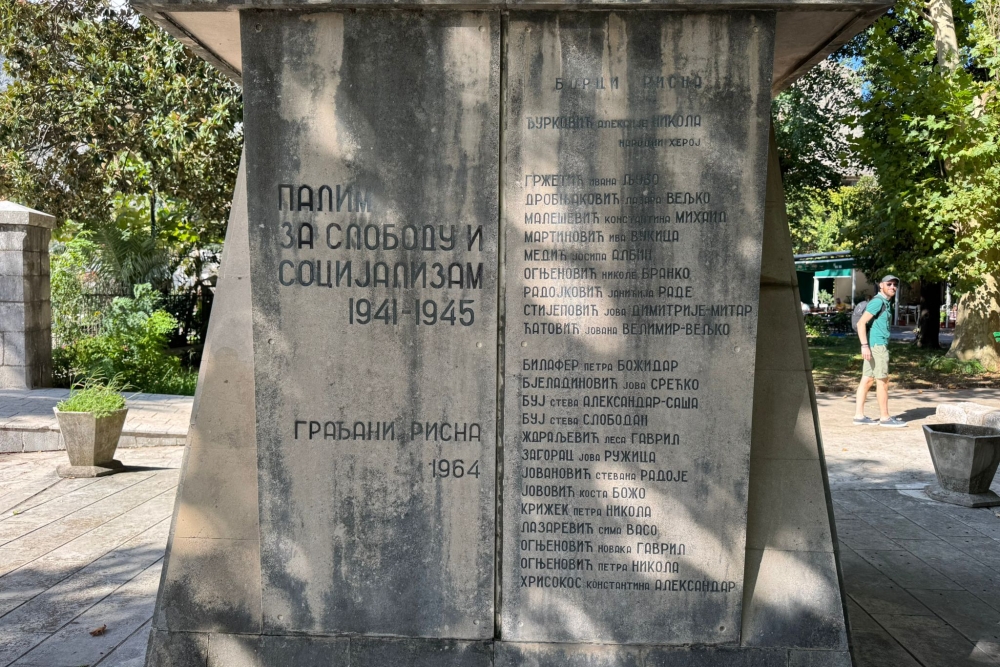 ПАЛИМ
ЗА СЛОБОДУ И
СОЦИЈАЛИЗАМ
1941-1945
ГРАЂАНИ РИСНА
1964
БОРЦИ РИСНА
ЂУРКОВИЋ АЛЕКСИЈЕ НИКОЛА
НАРОДНИ ХЕРОЈ
ГРЖЕТИЋ ИВАНА
ДРОБЊАКОВИЋ ЛАЗАРА ВЕЉКО
МАЛЕШЕВИЋ КОНСТАНТИНА МИХАИЛ
МАРТИНОВИЋ ИВА ВУКИЦА
МЕДИЋ ЈОСИПА АЛБИН
ОГЊЕНОВИЋ НИКОЛЕ БРАНКО
РАДОЈКОВИЋ ЈАНИЋИЈА РАДЕ
СТИЈЕПОВИЋ ЈОВА ДИМИТРИЈЕ-МИТАР
ЋАТОВИЋ ЈОВАНА ВЕЛИМИР-ВЕЉКО
БИЛАФЕР ПЕТРА БОЖИДАР
БЈЕЛАДИНОВИЋ ЈОВА СРЕЋКО
БУЈ СТЕВА АЛЕКСАНДАР-САША
БУЈ СТЕВА СЛОБОДАН
ЖДРАЉЕВИЋ ЛЕСА ГАВРИЛ
ЗАГОРАЦ ЈОВА РУЖИЦА
ЈОВАНОВИЋ СТЕВАНА РАДОЈЕ
ЈОВОВИЋ КОСТА БОЖО
КРИЖЕК ПЕТРА НИКОЛА
ЛАЗАРЕВИЋ СИМА ВАСО
ОГЊЕНОВИЋ НОВАКА ГАВРИЛ
ОГЊЕНОВИЋ ПЕТРА НИКОЛА
ХРИСОКОС КОНСТАНТИНА АЛЕКСАНДАР